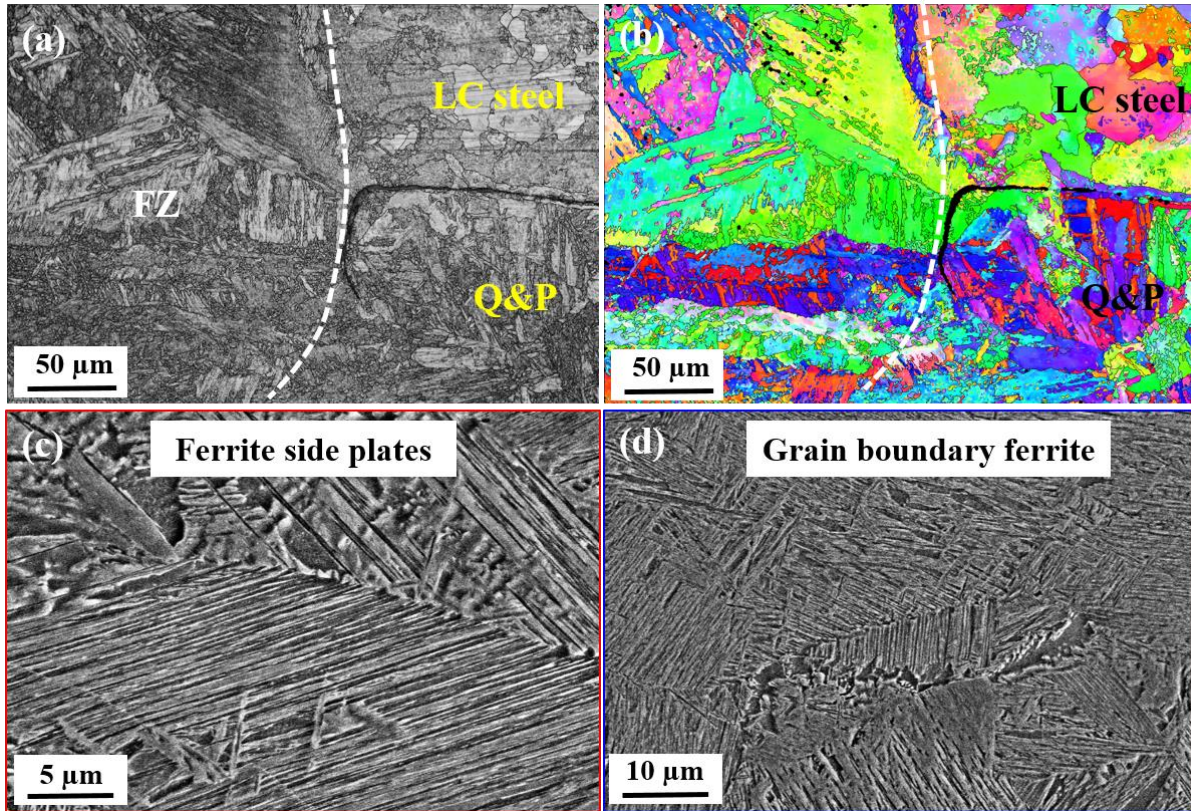 (a)
LC steel
FZ
Q&P
50 µm
(b)
LC steel
Q&P
50 µm
(c)
Ferrite side plates
5 µm
(d)
Grain boundary ferrite
10 µm